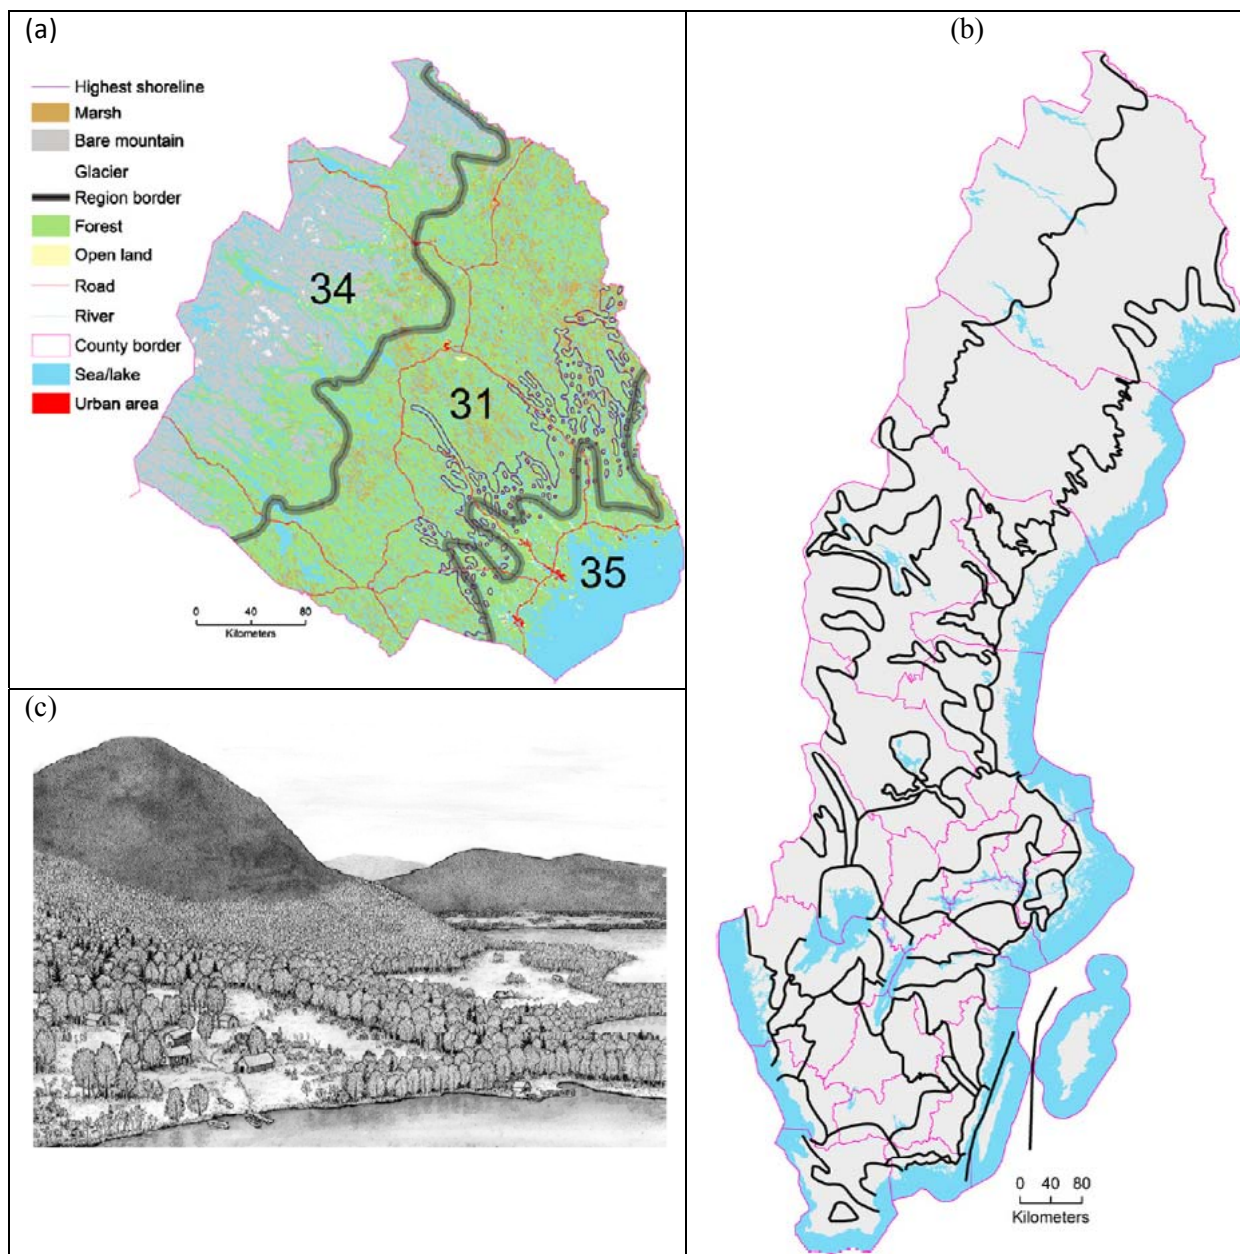 (a)
Highest shoreline
Marsh
Bare mountain
Glacier
Region border
Forest
Open land
Road
River
County border
Sea/lake
Urban area
34
31
35
0 40 80
Kilometers
(b)
0 40 80
Kilometers
(c)